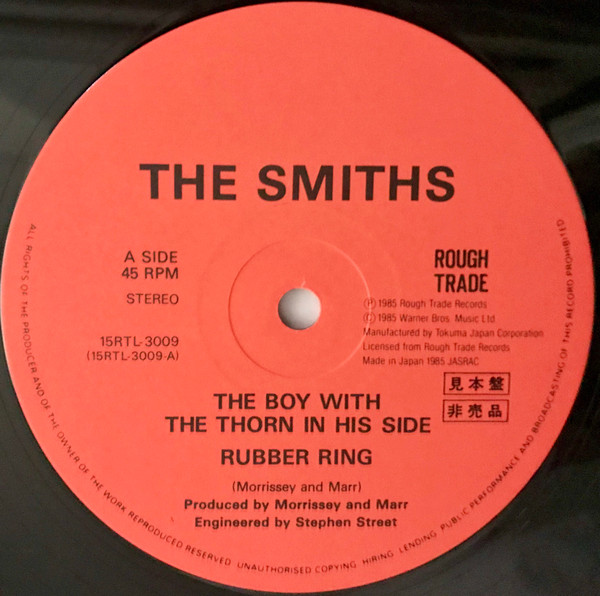 THE SMITHS
A SIDE
45 RPM
STEREO
15RTL-3009
(15RTL-3009-A)
ROUGH
TRADE
Ⓟ 1985 Rough Trade Records
Ⓒ 1985 Warner Bros. Music Ltd
Manufactured by Tokuma Japan Corporation
Licensed from Rough Trade Records
Made in Japan 1985 JASRAC
見本盤
非売品
THE BOY WITH
THE THORN IN HIS SIDE
RUBBER RING
(Morrissey and Marr)
Produced by Morrissey and Marr
Engineered by Stephen Street
ALL RIGHTS OF THE PRODUCER AND OF THE OWNER OF THE WORK REPRODUCED RESERVED. UNAUTHORISED COPYING, HIRING, LENDING, PUBLIC PERFORMANCE AND BROADCASTING OF THIS RECORD PROHIBITED